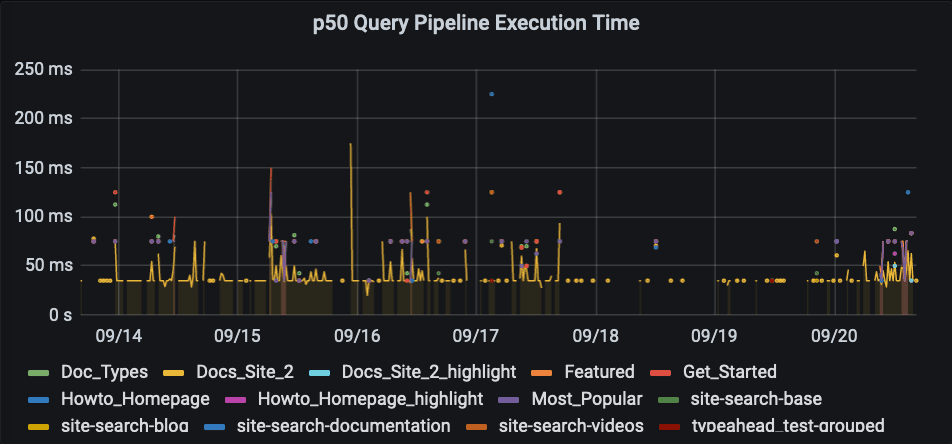 p50 Query Pipeline Execution Time
250 ms
200 ms
150 ms
100 ms
50 ms
0 s
09/14 09/15 09/16 09/17 09/18 09/19 09/20
Doc_Types Docs_Site_2 Docs_Site_2_highlight Featured Get_Started
Howto_Homepage Howto_Homepage_highlight Most_Popular site-search-base
site-search-blog site-search-documentation site-search-videos typeahead_test-grouped